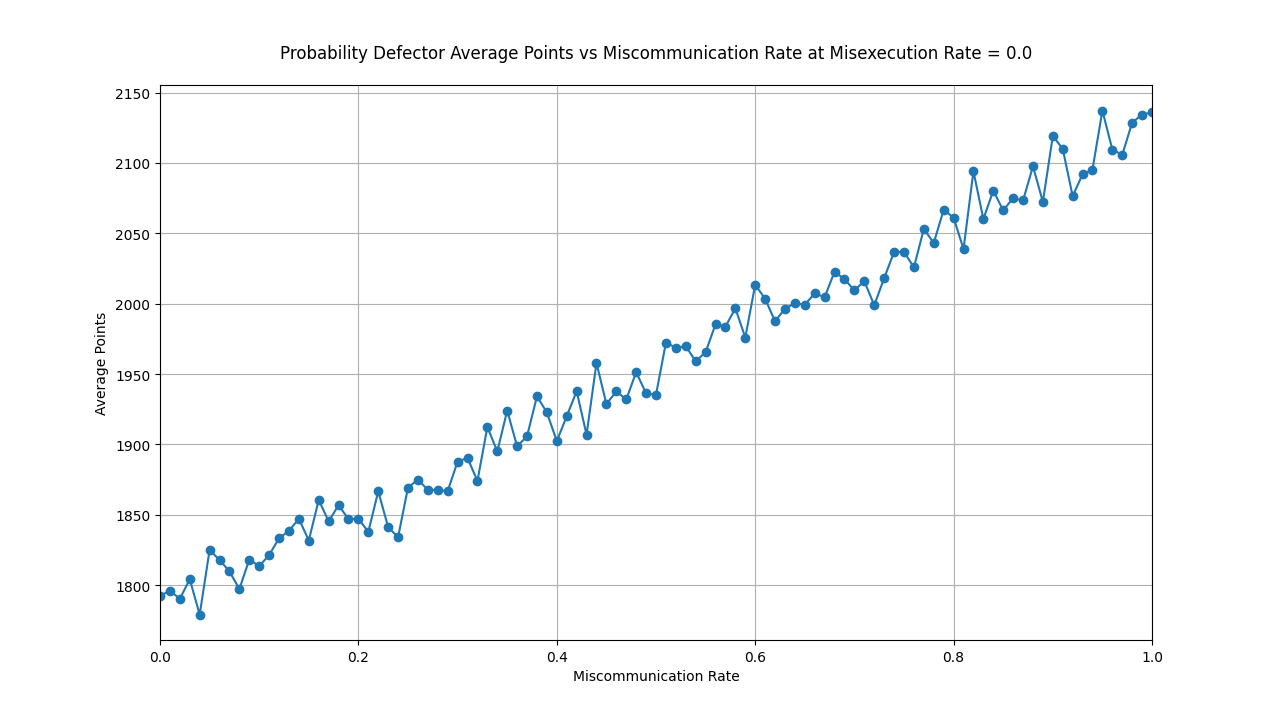 Probability Defector Average Points vs Miscommunication Rate at Misexecution Rate = 0.0
2150
2100
2050
2000
1950
1900
1850
1800
Average Points
0.0 0.2 0.4 0.6 0.8 1.0
Miscommunication Rate